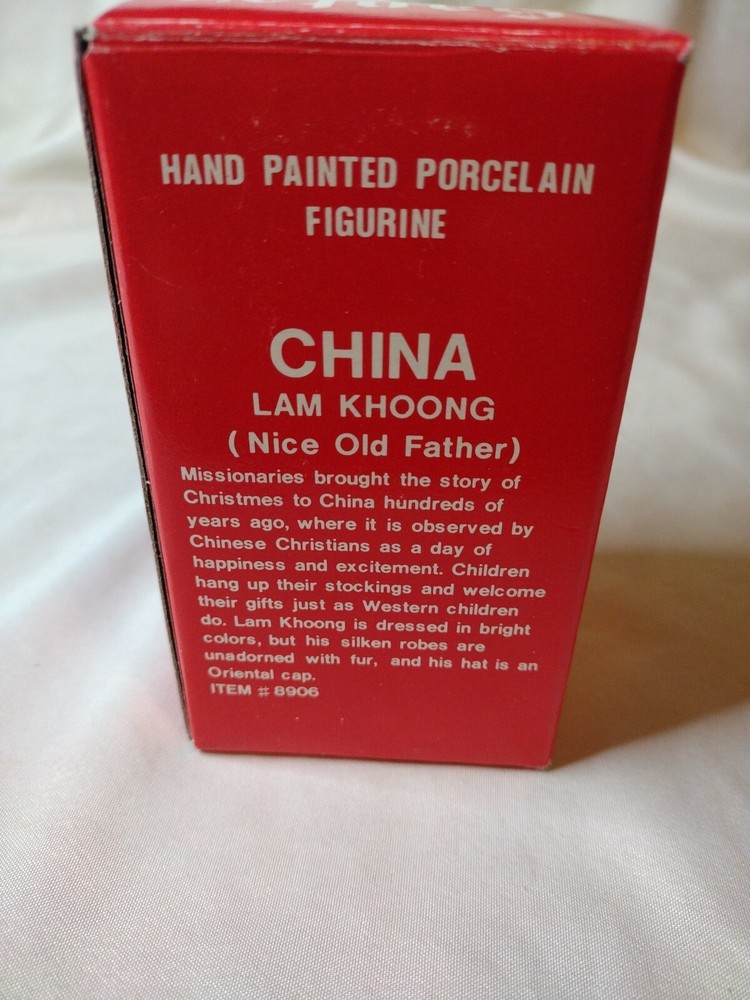 HAND PAINTED PORCELAIN
FIGURINE
CHINA
LAM KHOONG
(Nice Old Father)
Missionaries brought the story of
Christmes to China hundreds of
years ago, where it is observed by
Chinese Christians as a day of
happiness and excitement. Children
hang up their stockings and welcome
their gifts just as Western children
do. Lam Khoong is dressed in bright
colors, but his silken robes are
unadorned with fur, and his hat is an
Oriental cap.
ITEM # 8906